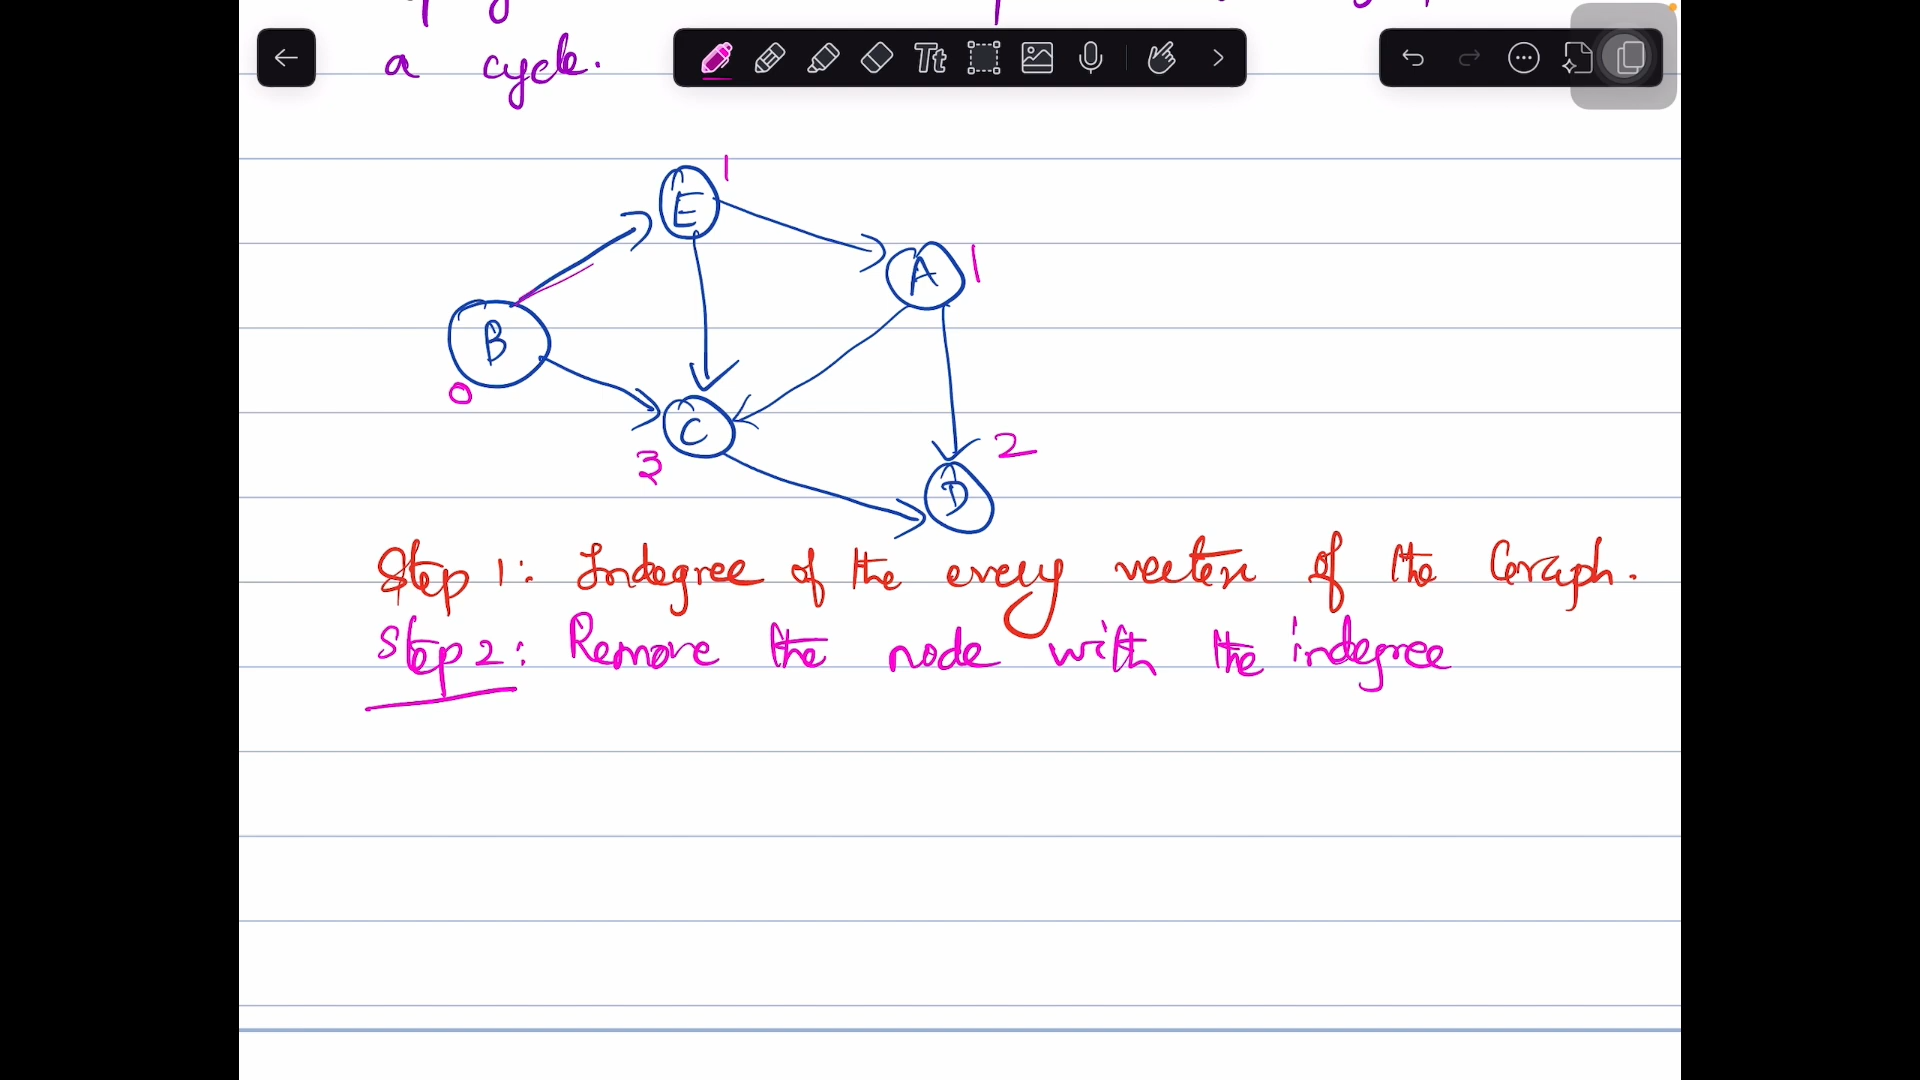 a cycle.
Tt
E 1
A 1
B
0
C
3
2
D
Step 1: Indegree of the every vertex of the Graph.
Step 2: Remove the node with the indegree